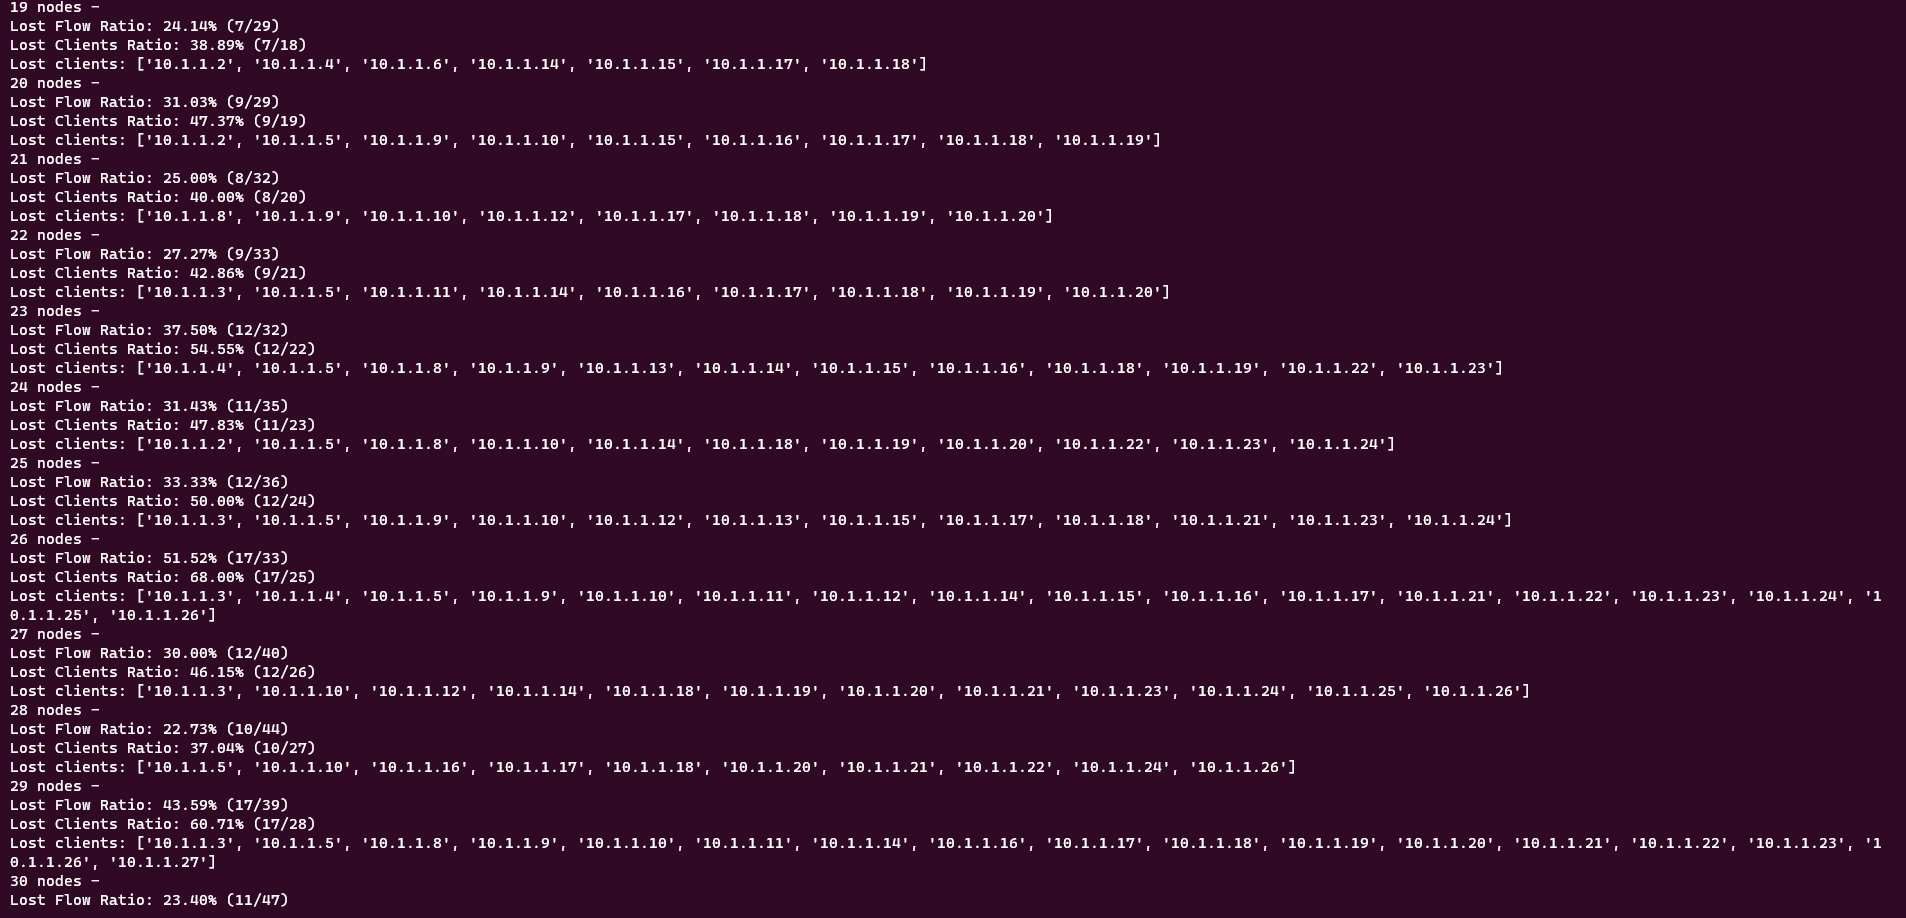 19 nodes -
Lost Flow Ratio: 24.14% (7/29)
Lost Clients Ratio: 38.89% (7/18)
Lost clients: ['10.1.1.2', '10.1.1.4', '10.1.1.6', '10.1.1.14', '10.1.1.15', '10.1.1.17', '10.1.1.18']
20 nodes -
Lost Flow Ratio: 31.03% (9/29)
Lost Clients Ratio: 47.37% (9/19)
Lost clients: ['10.1.1.2', '10.1.1.5', '10.1.1.9', '10.1.1.10', '10.1.1.15', '10.1.1.16', '10.1.1.17', '10.1.1.18', '10.1.1.19']
21 nodes -
Lost Flow Ratio: 25.00% (8/32)
Lost Clients Ratio: 40.00% (8/20)
Lost clients: ['10.1.1.8', '10.1.1.9', '10.1.1.10', '10.1.1.12', '10.1.1.17', '10.1.1.18', '10.1.1.19', '10.1.1.20']
22 nodes -
Lost Flow Ratio: 27.27% (9/33)
Lost Clients Ratio: 42.86% (9/21)
Lost clients: ['10.1.1.3', '10.1.1.5', '10.1.1.11', '10.1.1.14', '10.1.1.16', '10.1.1.17', '10.1.1.18', '10.1.1.19', '10.1.1.20']
23 nodes -
Lost Flow Ratio: 37.50% (12/32)
Lost Clients Ratio: 54.55% (12/22)
Lost clients: ['10.1.1.4', '10.1.1.5', '10.1.1.8', '10.1.1.9', '10.1.1.13', '10.1.1.14', '10.1.1.15', '10.1.1.16', '10.1.1.18', '10.1.1.19', '10.1.1.22', '10.1.1.23']
24 nodes -
Lost Flow Ratio: 31.43% (11/35)
Lost Clients Ratio: 47.83% (11/23)
Lost clients: ['10.1.1.2', '10.1.1.5', '10.1.1.8', '10.1.1.10', '10.1.1.14', '10.1.1.18', '10.1.1.19', '10.1.1.20', '10.1.1.22', '10.1.1.23', '10.1.1.24']
25 nodes -
Lost Flow Ratio: 33.33% (12/36)
Lost Clients Ratio: 50.00% (12/24)
Lost clients: ['10.1.1.3', '10.1.1.5', '10.1.1.9', '10.1.1.10', '10.1.1.12', '10.1.1.13', '10.1.1.15', '10.1.1.17', '10.1.1.18', '10.1.1.21', '10.1.1.23', '10.1.1.24']
26 nodes -
Lost Flow Ratio: 51.52% (17/33)
Lost Clients Ratio: 68.00% (17/25)
Lost clients: ['10.1.1.3', '10.1.1.4', '10.1.1.5', '10.1.1.9', '10.1.1.10', '10.1.1.11', '10.1.1.12', '10.1.1.14', '10.1.1.15', '10.1.1.16', '10.1.1.17', '10.1.1.21', '10.1.1.22', '10.1.1.23', '10.1.1.24', '1
0.1.1.25', '10.1.1.26']
27 nodes -
Lost Flow Ratio: 30.00% (12/40)
Lost Clients Ratio: 46.15% (12/26)
Lost clients: ['10.1.1.3', '10.1.1.10', '10.1.1.12', '10.1.1.14', '10.1.1.18', '10.1.1.19', '10.1.1.20', '10.1.1.21', '10.1.1.23', '10.1.1.24', '10.1.1.25', '10.1.1.26']
28 nodes -
Lost Flow Ratio: 22.73% (10/44)
Lost Clients Ratio: 37.04% (10/27)
Lost clients: ['10.1.1.5', '10.1.1.10', '10.1.1.16', '10.1.1.17', '10.1.1.18', '10.1.1.20', '10.1.1.21', '10.1.1.22', '10.1.1.24', '10.1.1.26']
29 nodes -
Lost Flow Ratio: 43.59% (17/39)
Lost Clients Ratio: 60.71% (17/28)
Lost clients: ['10.1.1.3', '10.1.1.5', '10.1.1.8', '10.1.1.9', '10.1.1.10', '10.1.1.11', '10.1.1.14', '10.1.1.16', '10.1.1.17', '10.1.1.18', '10.1.1.19', '10.1.1.20', '10.1.1.21', '10.1.1.22', '10.1.1.23', '1
0.1.1.26', '10.1.1.27']
30 nodes -
Lost Flow Ratio: 23.40% (11/47)